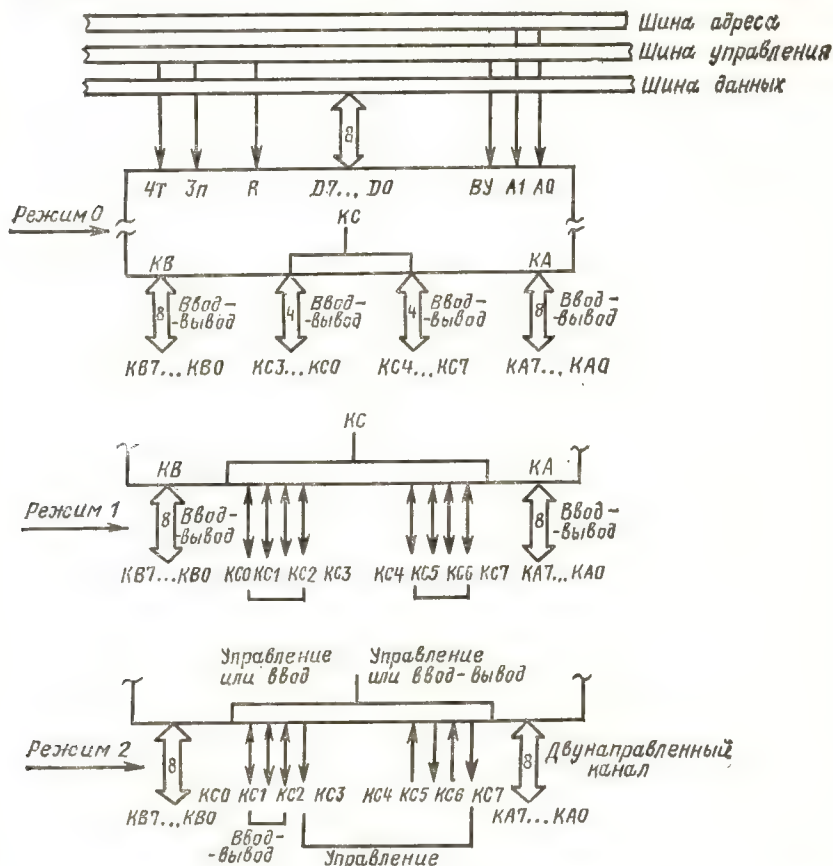 Шина адреса
Шина управления
Шина данных
8
Чт Зп R D7... D0 ВУ A1 A0
КС
Режим 0
КВ КА
8 Ввод- 4 Ввод- 4 Ввод- 8 Ввод-
-вывод -вывод -вывод -вывод
КВ7...КВ0 КС3...КС0 КС4...КС7 КА7... КА0
КС
КВ КА
Режим 1
8 Ввод- 8 Ввод-
-вывод -вывод
КВ7...КВ0 КС0 КС1 КС2 КС3 КС4 КС5 КС6 КС7 КА7... КА0
Управление Управление
или ввод или ввод-вывод
Режим 2
8 8 Двунаправленный
канал
КС0 КС1 КС2 КС3 КС4 КС5 КС6 КС7
КВ7...КВ0 КА7... КА0
Ввод-
-вывод Управление